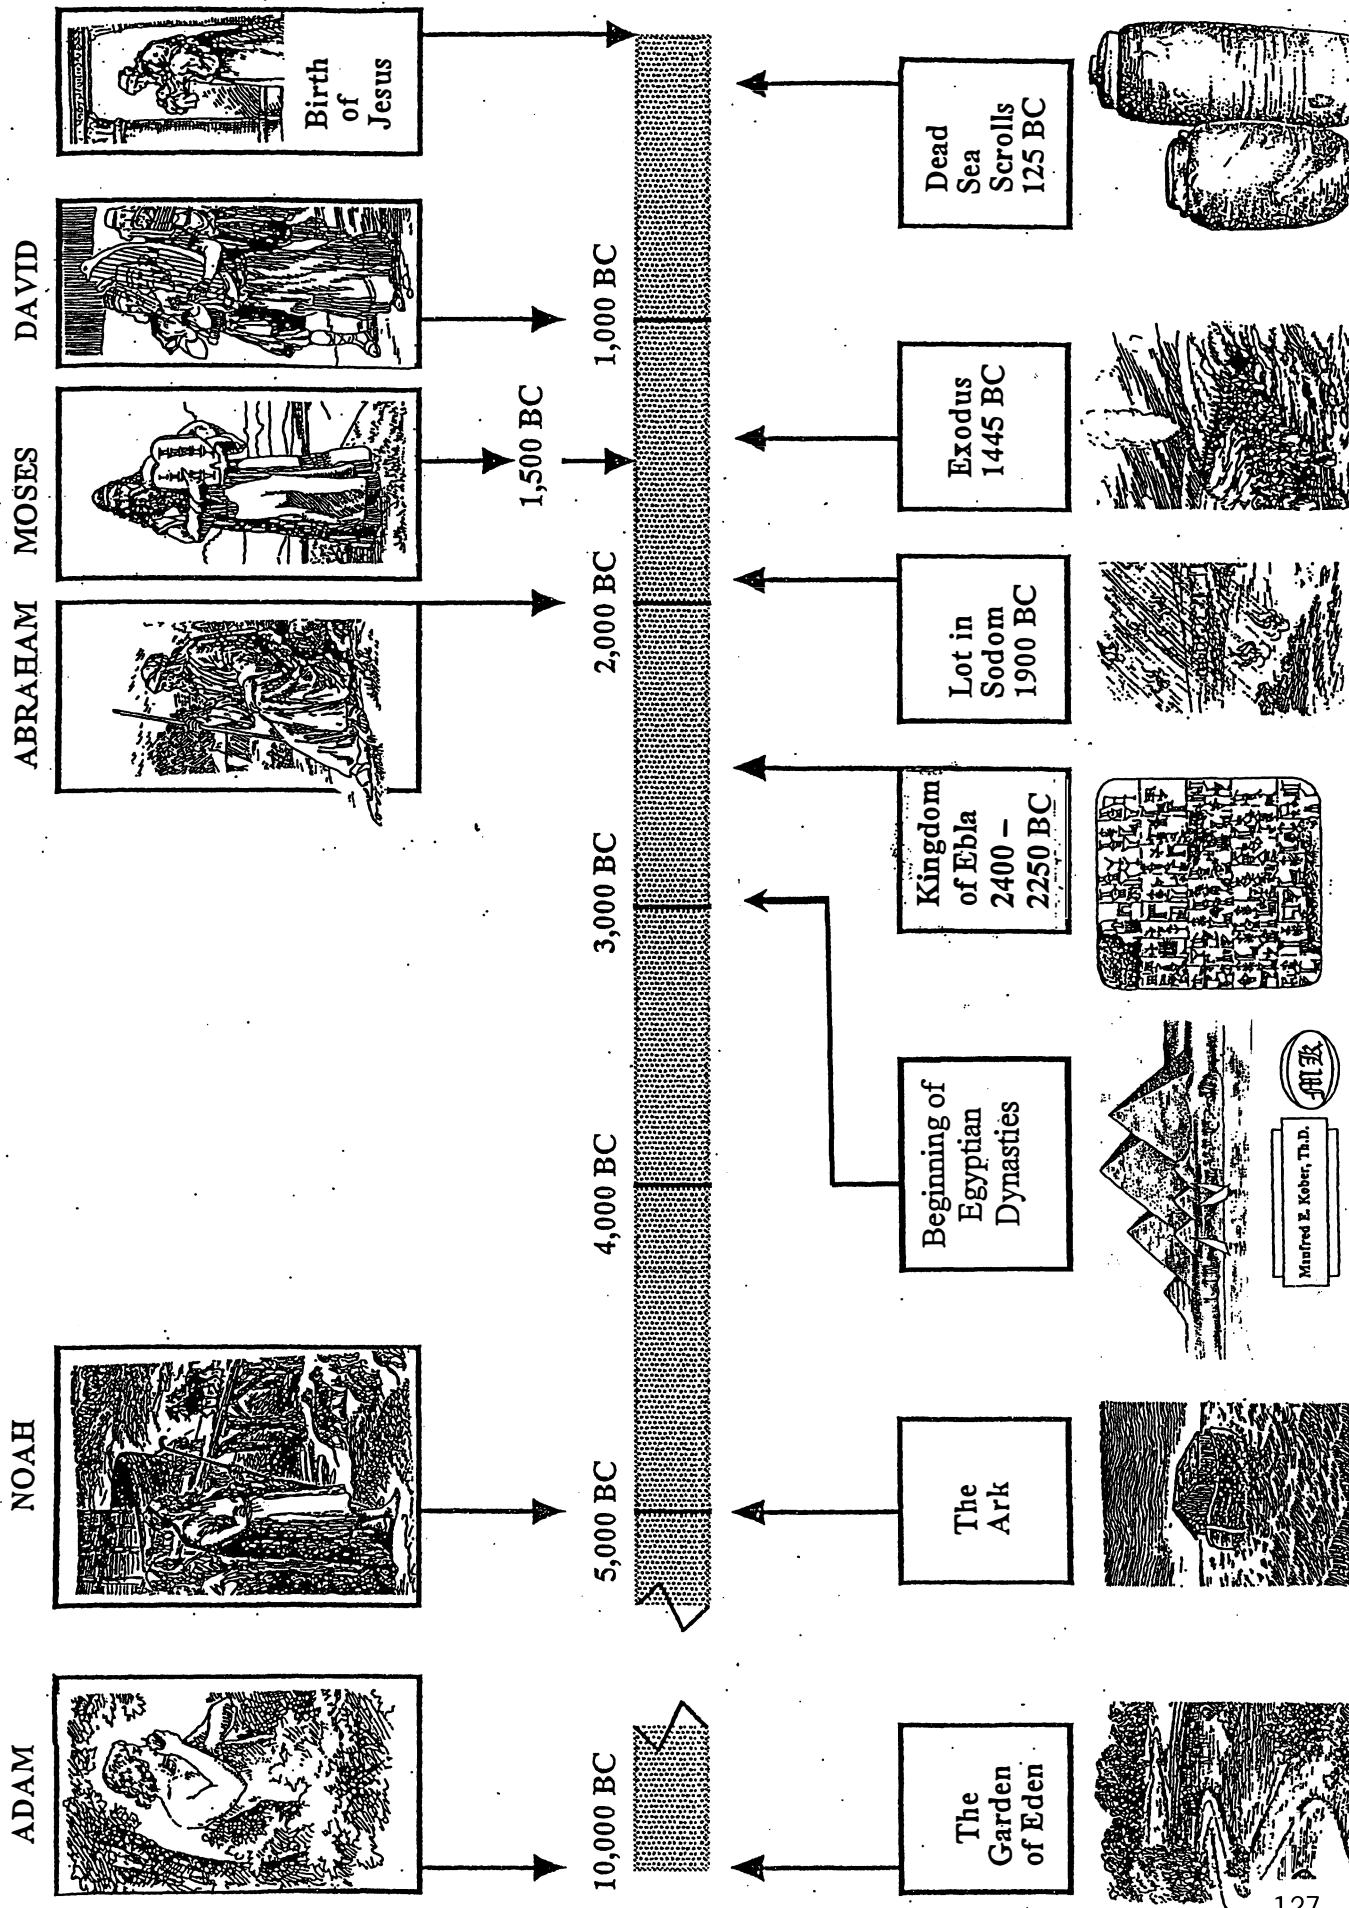 ADAM
NOAH
ABRAHAM
MOSES
DAVID
Birth
of
Jesus
1,500 BC
10,000 BC
5,000 BC
4,000 BC
3,000 BC
2,000 BC
1,000 BC
The
Garden
of Eden
The
Ark
Beginning of
Egyptian
Dynasties
Kingdom
of Ebla
2400 –
2250 BC
Lot in
Sodom
1900 BC
Exodus
1445 BC
Dead
Sea
Scrolls
125 BC
Manfred E. Kober, Th.D.
MK
127